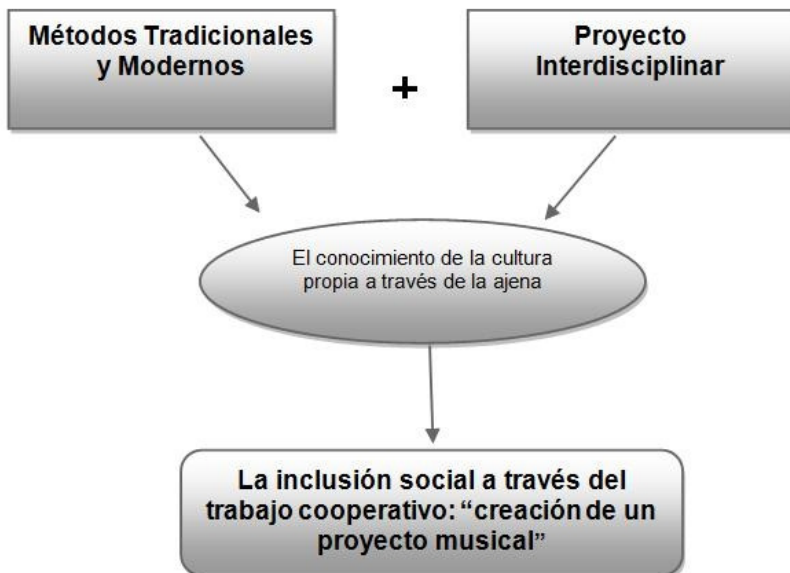 Métodos Tradicionales
y Modernos
+
Proyecto
Interdisciplinar
El conocimiento de la cultura
propia a través de la ajena
La inclusión social a través del
trabajo cooperativo: “creación de un
proyecto musical”